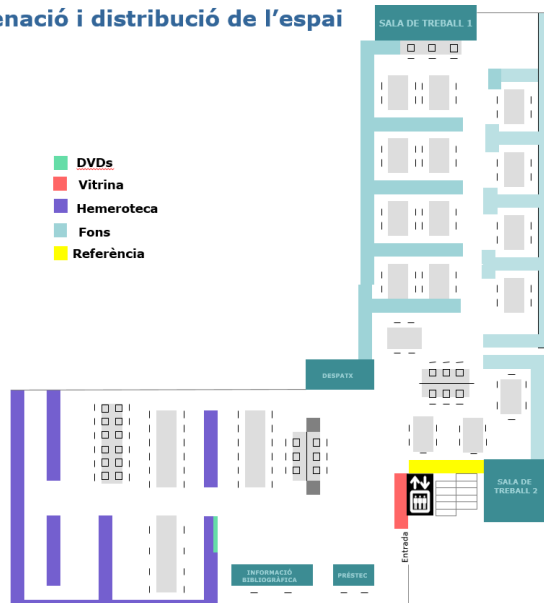 enació i distribució de l'espai
SALA DE TREBALL 1
DVDs
Vitrina
Hemeroteca
Fons
Referència
DESPATX
SALA DE
TREBALL 2
Entrada
INFORMACIÓ
BIBLIOGRÁFICA
PRÉSTEC